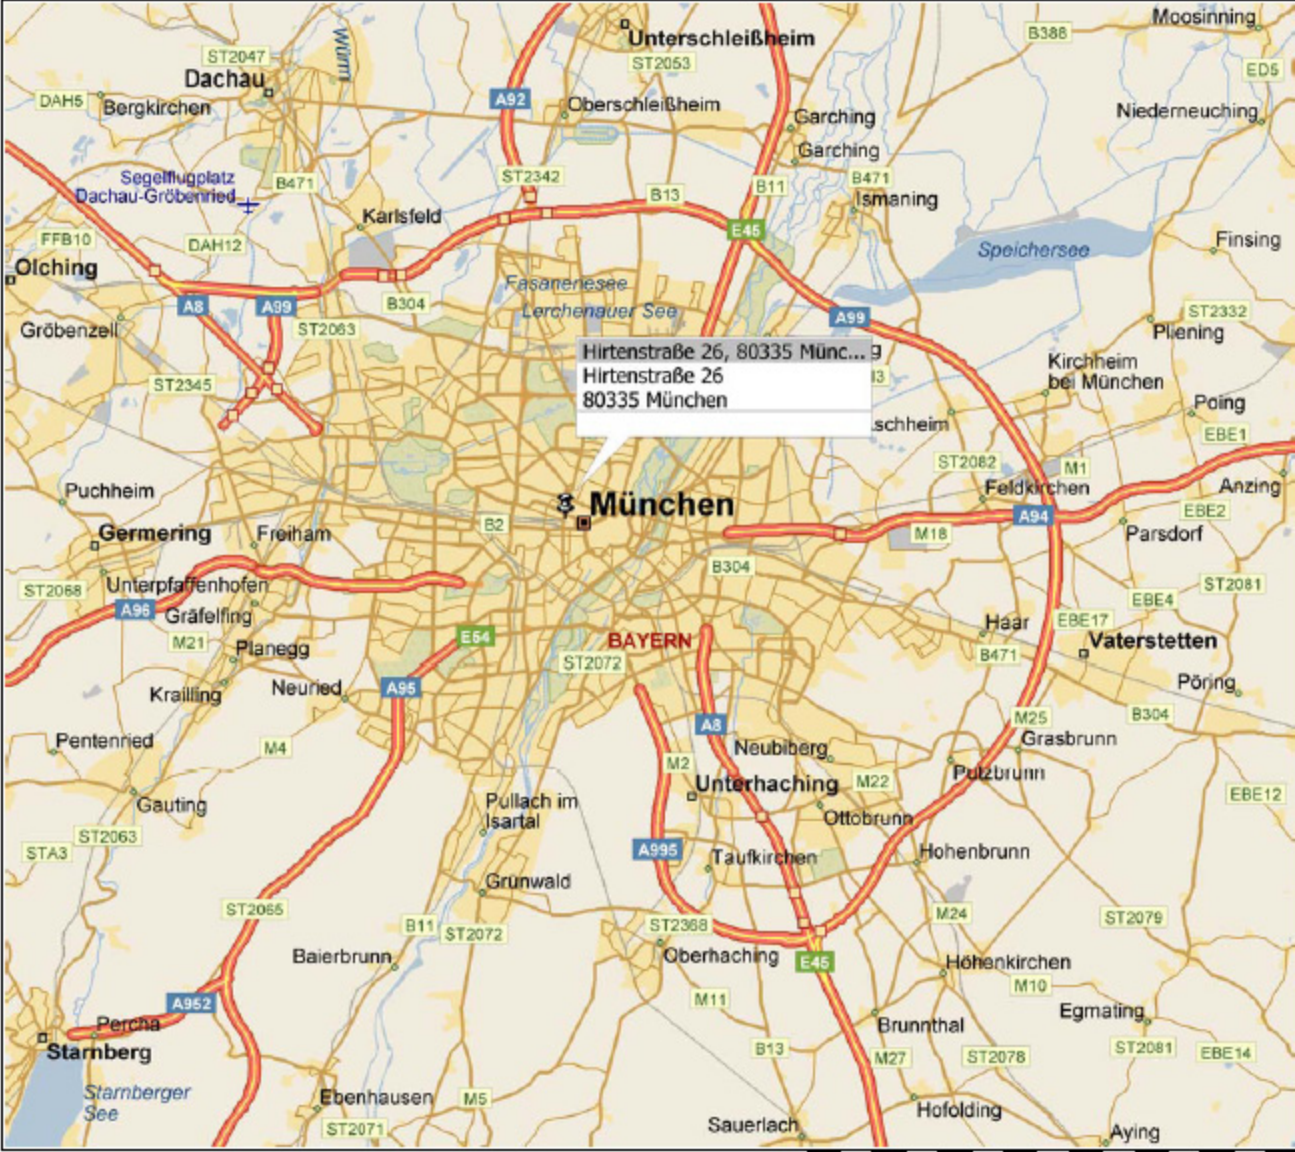 Moosinning
B388
Unterschleißheim
ST2053
ST2047
Würm
Dachau
ED5
DAH5
Bergkirchen
A92
Oberschleißheim
Niederneuching
Garching
Garching
Segelflugplatz
Dachau-Gröbenried
B471
ST2342
B13
B11
B471
Ismaning
Karlsfeld
E45
FFB10
DAH12
Speichersee
Finsing
Olching
Fasanenesee
A8
A99
B304
Lerchenauer See
A99
ST2332
Gröbenzell
ST2063
Pliening
Hirtenstraße 26, 80335 Münc...
g
Hirtenstraße 26
80335 München
Kirchheim
bei München
ST2345
13
Poing
schheim
EBE1
ST2082
M1
Puchheim
Feldkirchen
Anzing
München
A94
EBE2
B2
Germering
Freiham
M18
Parsdorf
B304
ST2068
Unterpfaffenhofen
ST2081
A96
Gräfelfing
EBE4
EBE17
Haar
M21
E54
BAYERN
Vaterstetten
Planegg
ST2072
B471
Krailling
Neuried
A95
Pöring
M25
B304
A8
Pentenried
M4
Neubiberg
Grasbrunn
M2
Putzbrunn
Unterhaching
M22
EBE12
Gauting
Pullach im
Isartal
Ottobrunn
ST2063
STA3
A995
Taufkirchen
Hohenbrunn
Grünwald
ST2065
B11
ST2072
ST2368
M24
ST2079
Baierbrunn
Oberhaching
E45
Höhenkirchen
A952
M11
M10
Egmating
Percha
Brunnthal
Starnberg
B13
M27
ST2078
ST2081
EBE14
Starnberger
See
Ebenhausen
M5
Hofolding
ST2071
Sauerlach
Aying